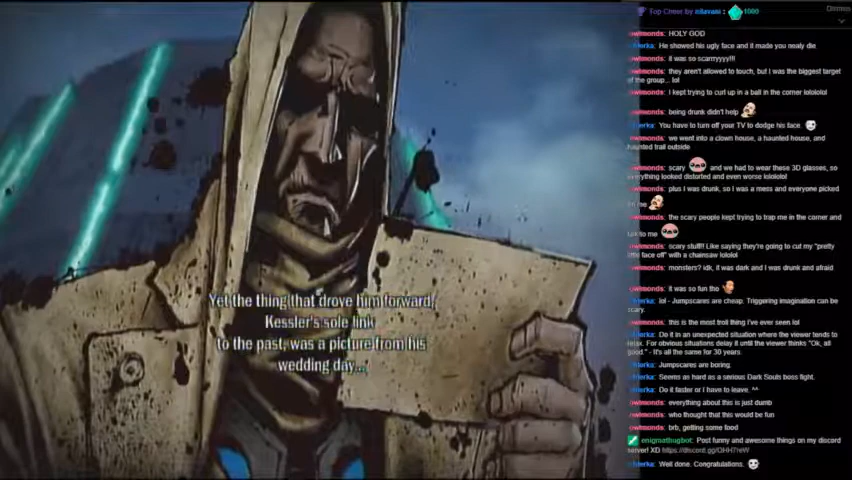 Top Cheer by
1000
HOLY GOD
He showed his ugly face and it made you nealy die
it was so scarrryyyy!!!
they aren't allowed to touch, but I was the biggest target
of the group... lol
I kept trying to curl up in a ball in the corner lolololol
being drunk didn't help
You have to turn off your TV to dodge his face.
we went into a clown house, a haunted house, and
haunted trail outside
scary and we had to wear these 3D glasses, so
everything looked distorted and even worse lolololol
plus I was drunk, so I was a mess and everyone picked
on me
the scary people kept trying to trap me in the corner and
talk to me
scary stuff!! Like saying they're going to cut my "pretty
little face off" with a chainsaw lolololol
monsters? idk, it was dark and I was drunk and afraid
it was so fun tho
lol - Jumpscares are cheap. Triggering imagination can be
scary.
this is the most troll thing I've ever seen lol
Do it in an unexpected situation where the viewer tends to
relax. For obvious situations delay it until the viewer thinks "Ok, all
good." - It's all the same for 30 years.
Jumpscares are boring.
Seems as hard as a serious Dark Souls boss fight.
Do it faster or I have to leave. ^^
everything about this is just dumb
who thought that this would be fun
brb, getting some food
enigmathugbot: Post funny and awesome things on my discord
server! XD
Well done. Congratulations.
Yet the thing that drove him forward,
Kessler's sole link
to the past, was a picture from his
wedding day...